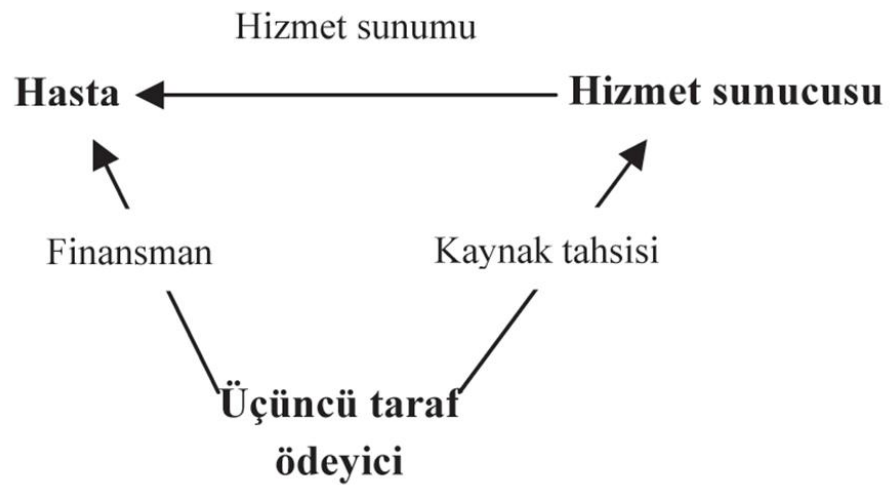 Hizmet sunumu
Hasta
Hizmet sunucusu
Finansman
Kaynak tahsisi
Üçüncü taraf
ödeyici